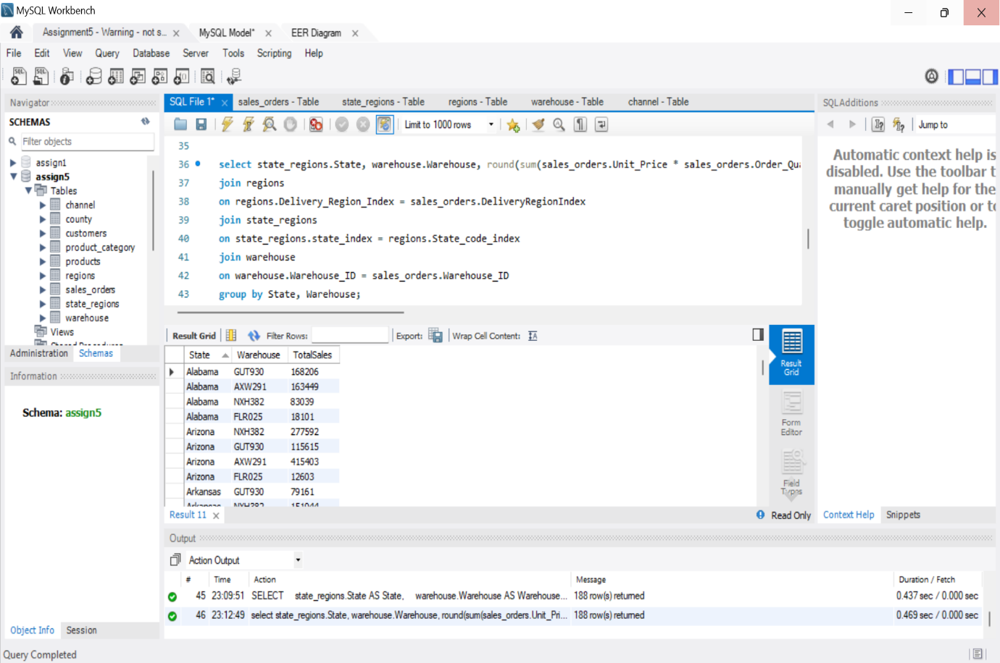 MySQL Workbench
Assignment5 - Warning - not s...
MySQL Model*
EER Diagram
File Edit View Query Database Server Tools Scripting Help
Navigator
SCHEMAS
Filter objects
assign1
assign5
Tables
channel
county
customers
product_category
products
regions
sales_orders
state_regions
warehouse
Views
Administration Schemas
Information
Schema: assign5
Object Info Session
Query Completed
SQL File 1* sales_orders - Table state_regions - Table regions - Table warehouse - Table channel - Table
Limit to 1000 rows
35
36 select state_regions.State, warehouse.Warehouse, round(sum(sales_orders.Unit_Price * sales_orders.Order_Qua
37 join regions
38 on regions.Delivery_Region_Index = sales_orders.DeliveryRegionIndex
39 join state_regions
40 on state_regions.state_index = regions.State_code_index
41 join warehouse
42 on warehouse.Warehouse_ID = sales_orders.Warehouse_ID
43 group by State, Warehouse;
Result Grid Filter Rows: Export: Wrap Cell Content:
State Warehouse TotalSales
Alabama GUT930 168206
Alabama AXW291 163449
Alabama NXH382 83039
Alabama FLR025 18101
Arizona NXH382 277592
Arizona GUT930 115615
Arizona AXW291 415403
Arizona FLR025 12603
Arkansas GUT930 79161
Arkansas NXH382 151044
Result 11
Result
Grid
Form
Editor
Field
Types
Read Only
SQLAdditions
Jump to
Automatic context help is
disabled. Use the toolbar t
manually get help for the
current caret position or to
toggle automatic help.
Context Help Snippets
Output
Action Output
# Time Action Message Duration / Fetch
45 23:09:51 SELECT state_regions.State AS State, warehouse.Warehouse AS Warehouse... 188 row(s) returned 0.437 sec / 0.000 sec
46 23:12:49 select state_regions.State, warehouse.Warehouse, round(sum(sales_orders.Unit_Pri... 188 row(s) returned 0.469 sec / 0.000 sec